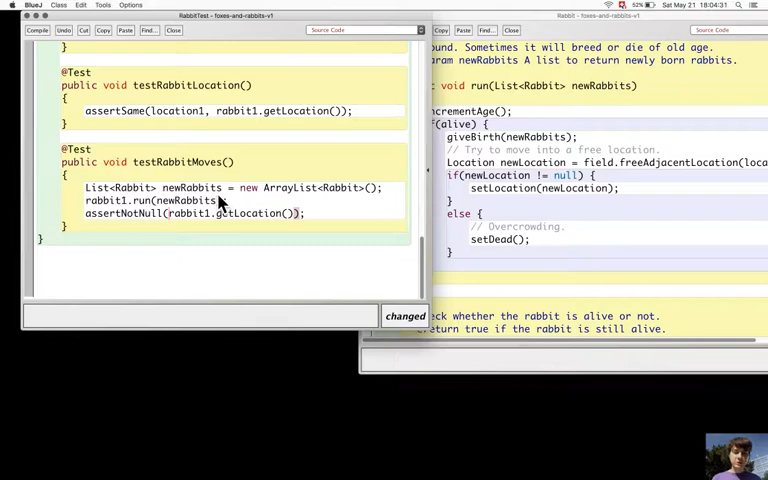 BlueJ Class Edit Tools Options 52% Sat May 21 18:04:31
RabbitTest - foxes-and-rabbits-v1
Compile Undo Cut Copy Paste Find... Close Source Code
}
@Test
public void testRabbitLocation()
{
assertSame(location1, rabbit1.getLocation());
}
@Test
public void testRabbitMoves()
{
List<Rabbit> newRabbits = new ArrayList<Rabbit>();
rabbit1.run(newRabbits);
assertNotNull(rabbit1.getLocation());
}
}
changed
Rabbit - foxes-and-rabbits-v1
Copy Paste Find... Close Source Code
ound. Sometimes it will breed or die of old age.
aram newRabbits A list to return newly born rabbits.
c void run(List<Rabbit> newRabbits)
crementAge();
f(alive) {
giveBirth(newRabbits);
// Try to move into a free location.
Location newLocation = field.freeAdjacentLocation(loca
if(newLocation != null) {
setLocation(newLocation);
}
else {
// Overcrowding.
setDead();
}
eck whether the rabbit is alive or not.
return true if the rabbit is still alive.